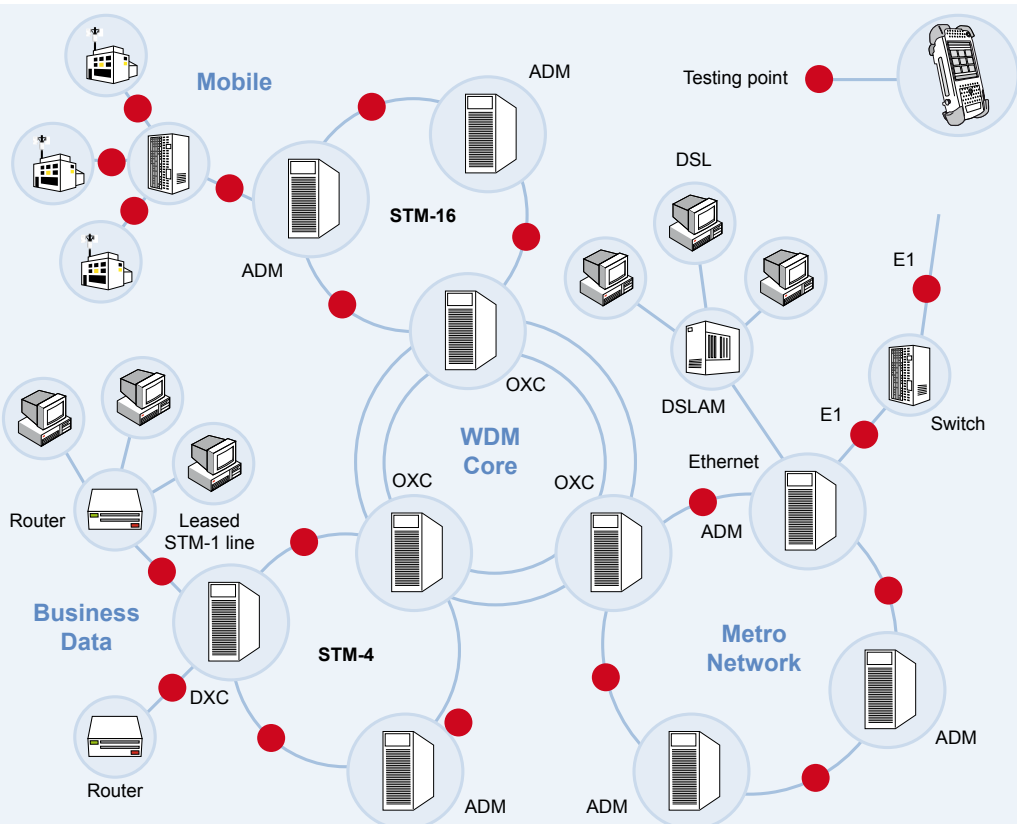 ADM
Mobile
Testing point
DSL
STM-16
ADM
E1
OXC
DSLAM
E1
Switch
WDM
Core
Ethernet
OXC
OXC
Router
Leased
STM-1 line
ADM
Business
Data
STM-4
Metro
Network
DXC
ADM
Router
ADM
ADM